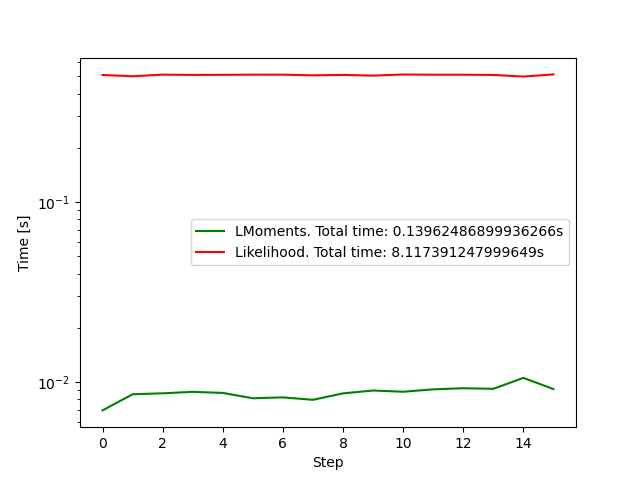 Time [s]
10⁻¹
10⁻²
LMoments. Total time: 0.13962486899936266s
Likelihood. Total time: 8.117391247999649s
0 2 4 6 8 10 12 14
Step